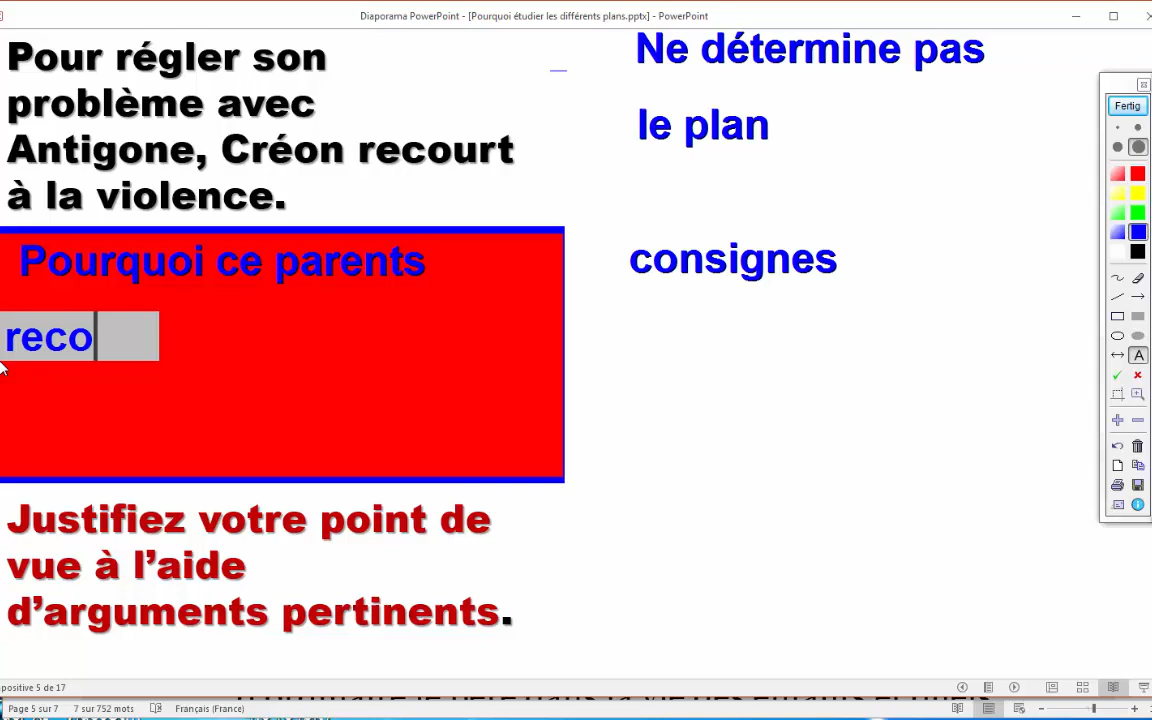 Diaporama PowerPoint - [Pourquoi étudier les différents plans.pptx] - PowerPoint
Pour régler son
problème avec
Antigone, Créon recourt
à la violence.
Ne détermine pas
le plan
consignes
Pourquoi ce parents
reco
Justifiez votre point de
vue à l’aide
d’arguments pertinents.
Fertig
A
positive 5 de 17
Page 5 sur 7
7 sur 752 mots
Français (France)